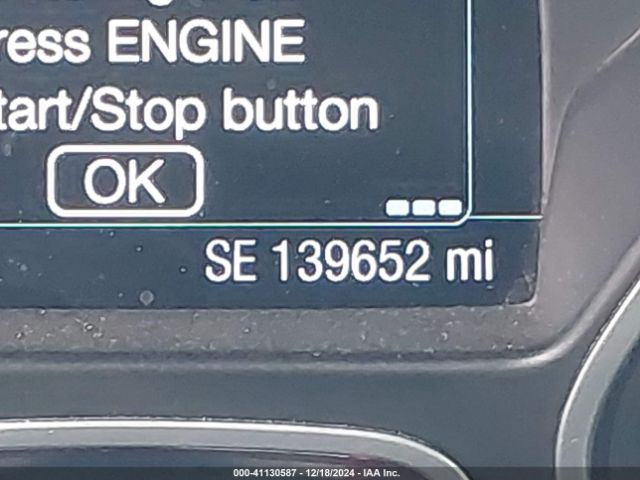 ress ENGINE
tart/Stop button
OK
SE 139652 mi
000-41130587 - 12/18/2024 - IAA Inc.